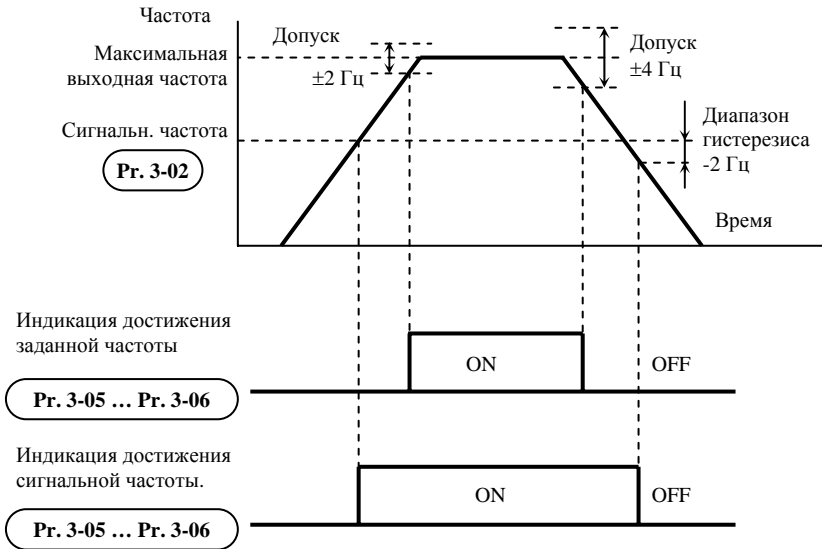 Частота
Допуск
±2 Гц
Допуск
±4 Гц
Максимальная
выходная частота
Сигнальн. частота
Pr. 3-02
Диапазон
гистерезиса
-2 Гц
Время
Индикация достижения
заданной частоты
Pr. 3-05 … Pr. 3-06
ON
OFF
Индикация достижения
сигнальной частоты.
Pr. 3-05 … Pr. 3-06
ON
OFF